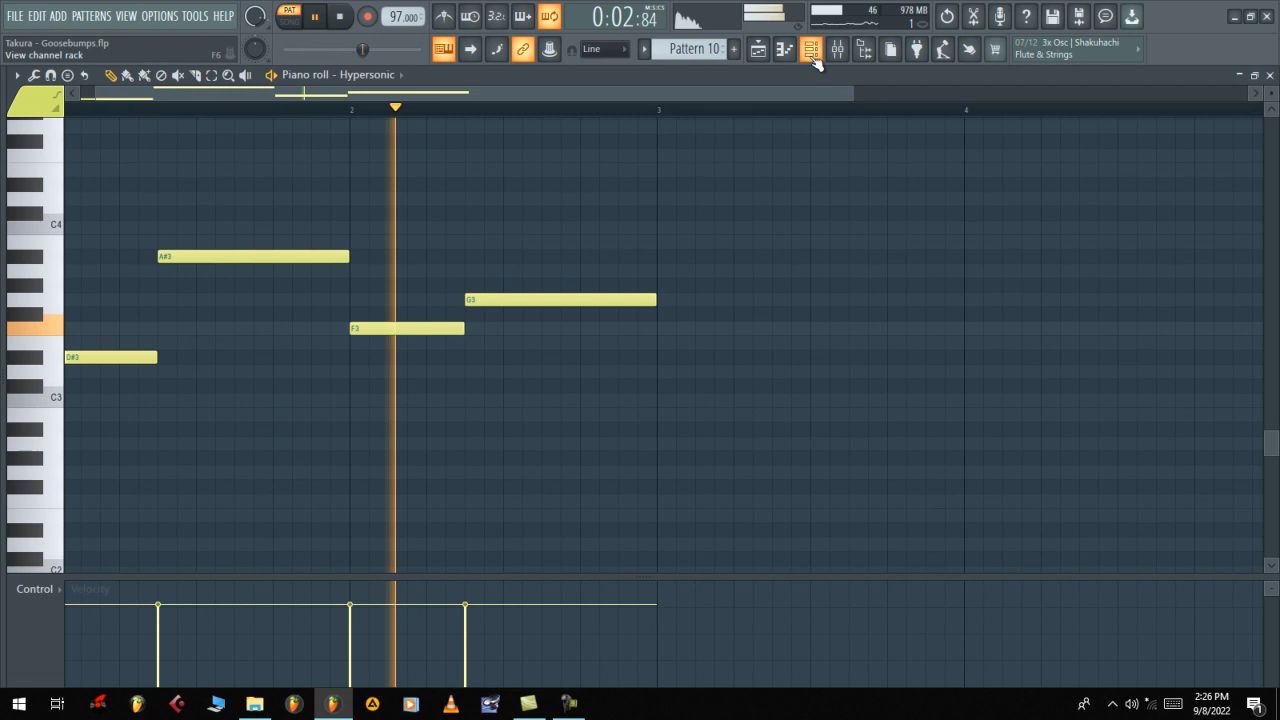 FILE EDIT ADD PATTERNS VIEW OPTIONS TOOLS HELP
PAT
SONG
97.000
3.2.
0:02:84
M:S:CS
46
978 MB
1
Takura - Goosebumps.flp
View channel rack
F6
Line
Pattern 10
07/12 3x Osc | Shakuhachi
Flute & Strings
Piano roll - Hypersonic
2
3
4
C4
A#3
G3
F3
D#3
C3
C2
Control
Velocity
2:26 PM
9/8/2022